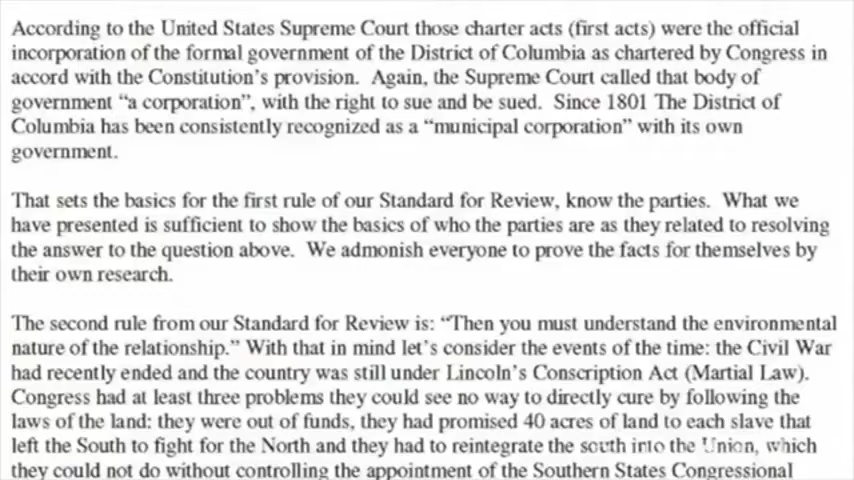 According to the United States Supreme Court those charter acts (first acts) were the official
incorporation of the formal government of the District of Columbia as chartered by Congress in
accord with the Constitution’s provision.  Again, the Supreme Court called that body of
government “a corporation”, with the right to sue and be sued.  Since 1801 The District of
Columbia has been consistently recognized as a “municipal corporation” with its own
government.
That sets the basics for the first rule of our Standard for Review, know the parties.  What we
have presented is sufficient to show the basics of who the parties are as they related to resolving
the answer to the question above.  We admonish everyone to prove the facts for themselves by
their own research.
The second rule from our Standard for Review is: “Then you must understand the environmental
nature of the relationship.” With that in mind let’s consider the events of the time: the Civil War
had recently ended and the country was still under Lincoln’s Conscription Act (Martial Law).
Congress had at least three problems they could see no way to directly cure by following the
laws of the land: they were out of funds, they had promised 40 acres of land to each slave that
left the South to fight for the North and they had to reintegrate the south into the Union, which
they could not do without controlling the appointment of the Southern States Congressional